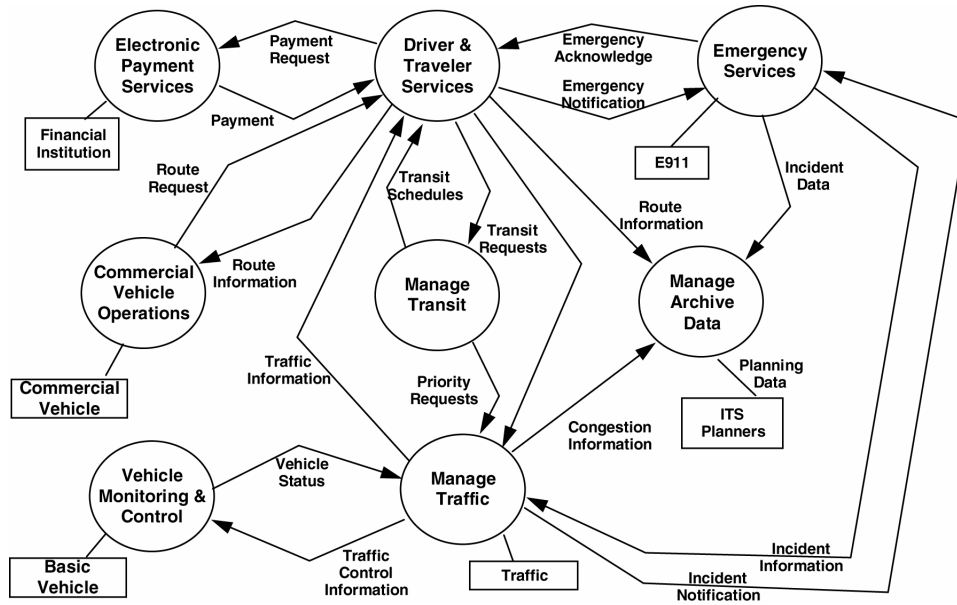 Electronic
Payment
Services
Payment
Request
Driver &
Traveler
Services
Emergency
Acknowledge
Emergency
Services
Emergency
Notification
Payment
Financial
Institution
E911
Route
Request
Transit
Schedules
Incident
Data
Route
Information
Transit
Requests
Route
Information
Commercial
Vehicle
Operations
Manage
Transit
Manage
Archive
Data
Traffic
Information
Priority
Requests
Planning
Data
Commercial
Vehicle
ITS
Planners
Congestion
Information
Vehicle
Monitoring &
Control
Vehicle
Status
Manage
Traffic
Traffic
Control
Information
Incident
Information
Basic
Vehicle
Traffic
Incident
Notification